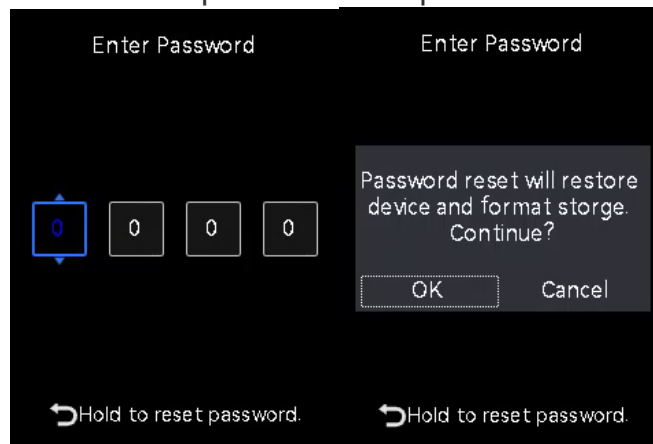 Enter Password
0 0 0 0
Hold to reset password.
Enter Password
Password reset will restore
device and format storge.
Continue?
OK Cancel
Hold to reset password.